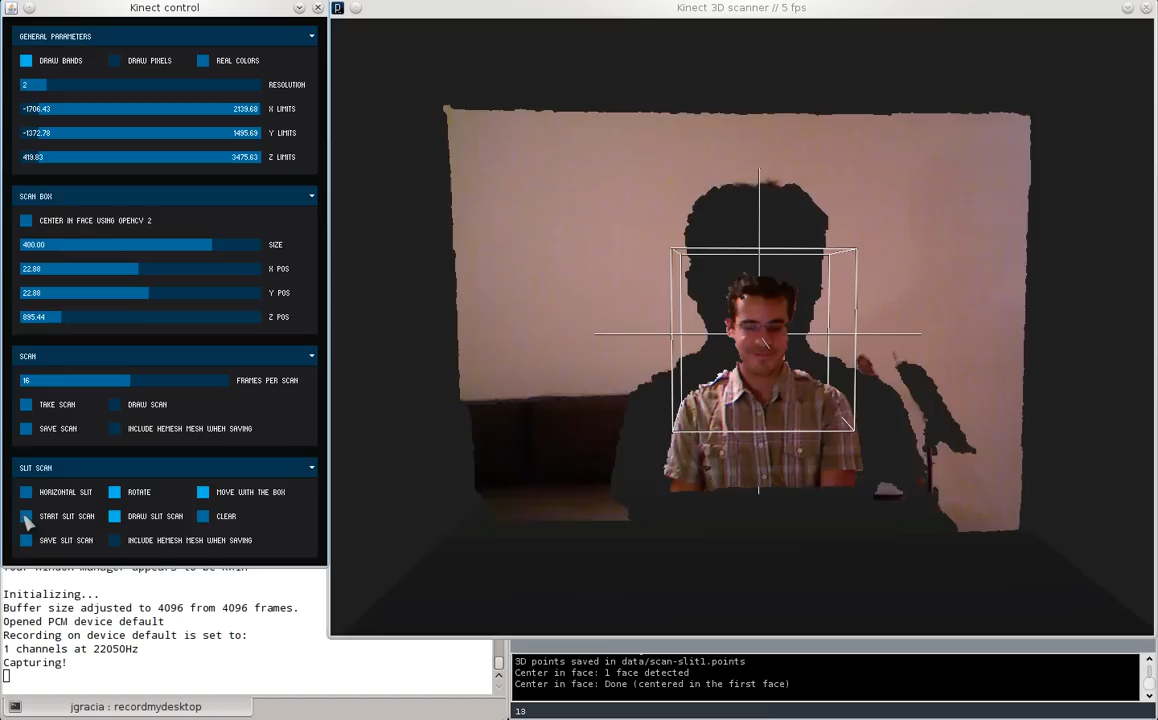 Kinect control
GENERAL PARAMETERS
DRAW BANDS DRAW PIXELS REAL COLORS
2 RESOLUTION
-1706.43 2139.68 X LIMITS
-1372.78 1495.69 Y LIMITS
419.83 3475.63 Z LIMITS
SCAN BOX
CENTER IN FACE USING OPENCV 2
400.00 SIZE
22.88 X POS
22.88 Y POS
895.44 Z POS
SCAN
16 FRAMES PER SCAN
TAKE SCAN DRAW SCAN
SAVE SCAN INCLUDE HEMESH MESH WHEN SAVING
SLIT SCAN
HORIZONTAL SLIT ROTATE MOVE WITH THE BOX
START SLIT SCAN DRAW SLIT SCAN CLEAR
SAVE SLIT SCAN INCLUDE HEMESH MESH WHEN SAVING
Initializing...
Buffer size adjusted to 4096 from 4096 frames.
Opened PCM device default
Recording on device default is set to:
1 channels at 22050Hz
Capturing!
jgracia : recordmydesktop
Kinect 3D scanner // 5 fps
3D points saved in data/scan-slit1.points
Center in face: 1 face detected
Center in face: Done (centered in the first face)
13